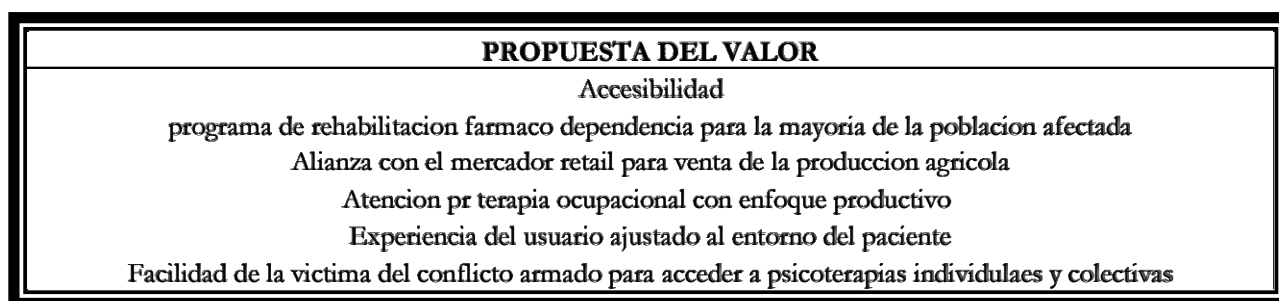 PROPUESTA DEL VALOR
Accesibilidad
programa de rehabilitacion farmaco dependencia para la mayoria de la poblacion afectada
Alianza con el mercador retail para venta de la produccion agricola
Atencion pr terapia ocupacional con enfoque productivo
Experiencia del usuario ajustado al entorno del paciente
Facilidad de la victima del conflicto armado para acceder a psicoterapias individulaes y colectivas